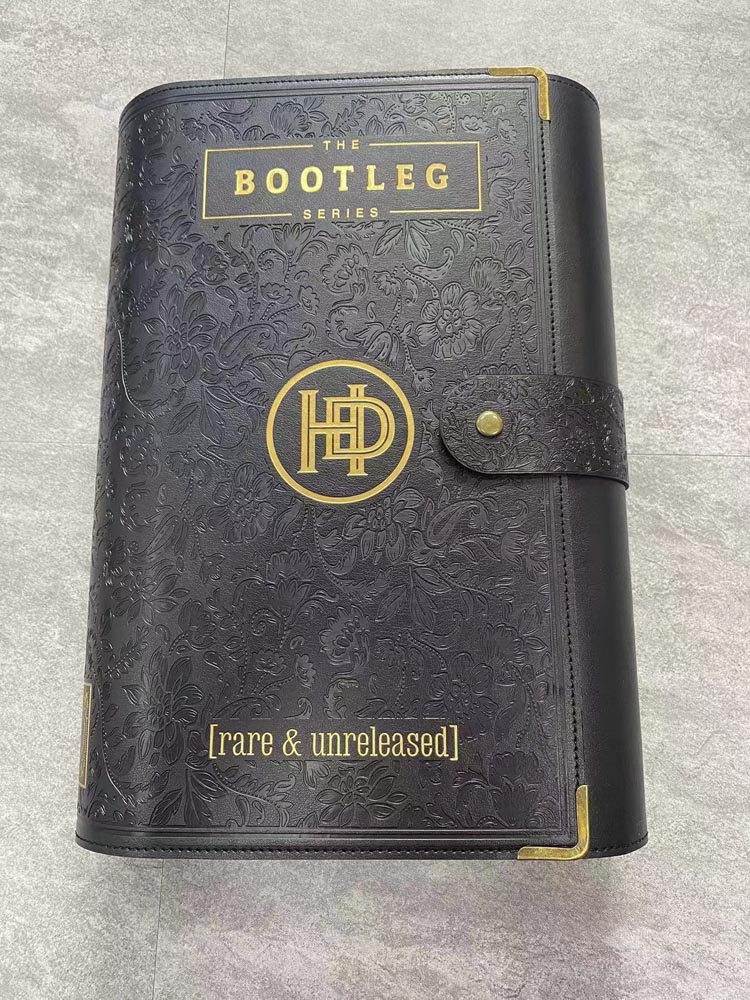 THE
BOOTLEG
SERIES
HD
[rare & unreleased]